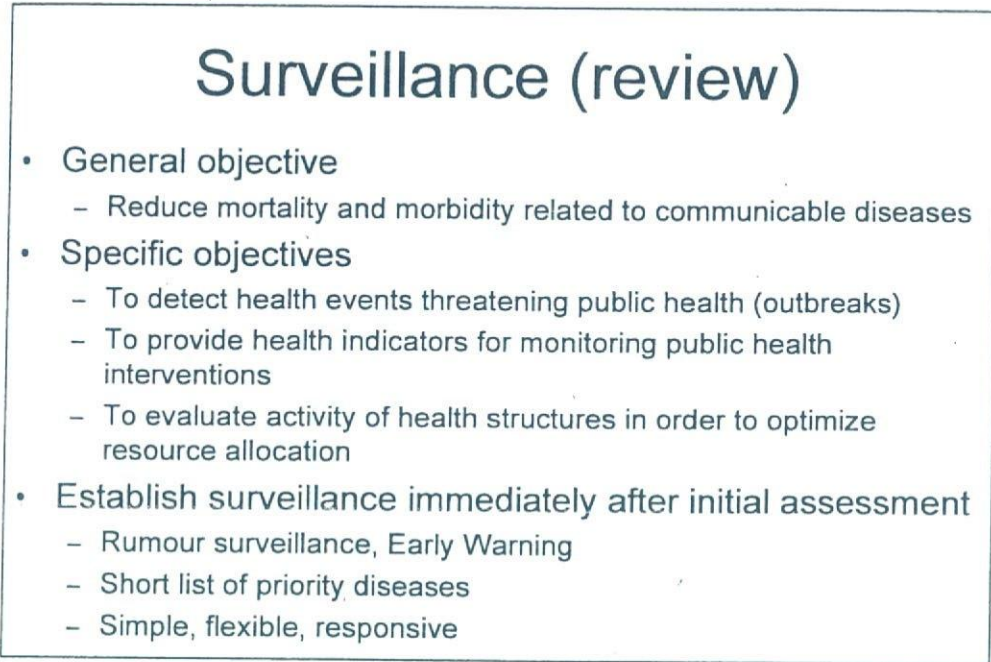 Surveillance (review)
• General objective
– Reduce mortality and morbidity related to communicable diseases
• Specific objectives
– To detect health events threatening public health (outbreaks)
– To provide health indicators for monitoring public health
interventions
– To evaluate activity of health structures in order to optimize
resource allocation
• Establish surveillance immediately after initial assessment
– Rumour surveillance, Early Warning
– Short list of priority diseases
– Simple, flexible, responsive